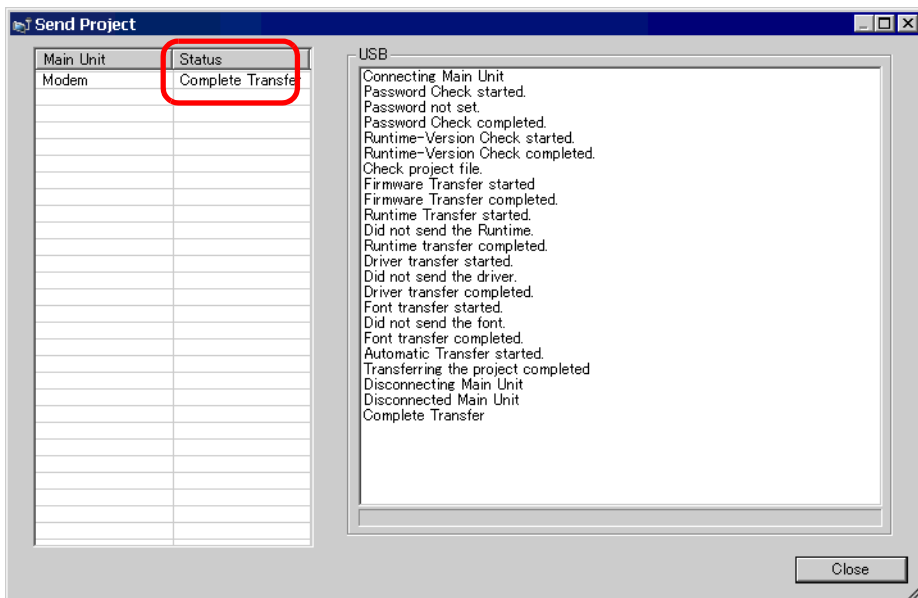 Send Project
Main Unit Status
Modem Complete Transfer
USB
Connecting Main Unit
Password Check started.
Password not set.
Password Check completed.
Runtime-Version Check started.
Runtime-Version Check completed.
Check project file.
Firmware Transfer started
Firmware Transfer completed.
Runtime Transfer started.
Did not send the Runtime.
Runtime transfer completed.
Driver transfer started.
Did not send the driver.
Driver transfer completed.
Font transfer started.
Did not send the font.
Font transfer completed.
Automatic Transfer started.
Transferring the project completed
Disconnecting Main Unit
Disconnected Main Unit
Complete Transfer
Close